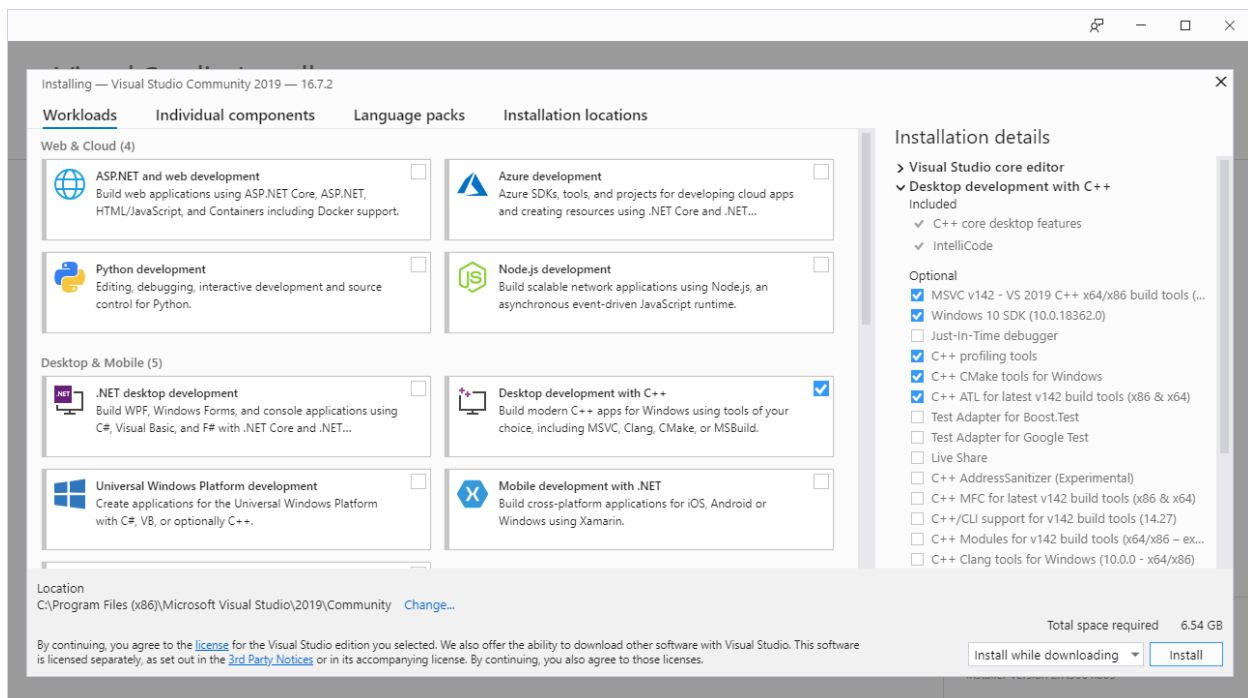 Installing — Visual Studio Community 2019 — 16.7.2
Workloads Individual components Language packs Installation locations
Web & Cloud (4)
ASP.NET and web development
Build web applications using ASP.NET Core, ASP.NET,
HTML/JavaScript, and Containers including Docker support.
Azure development
Azure SDKs, tools, and projects for developing cloud apps
and creating resources using .NET Core and .NET...
Python development
Editing, debugging, interactive development and source
control for Python.
Node.js development
Build scalable network applications using Node.js, an
asynchronous event-driven JavaScript runtime.
Desktop & Mobile (5)
.NET
.NET desktop development
Build WPF, Windows Forms, and console applications using
C#, Visual Basic, and F# with .NET Core and .NET...
Desktop development with C++
Build modern C++ apps for Windows using tools of your
choice, including MSVC, Clang, CMake, or MSBuild.
Universal Windows Platform development
Create applications for the Universal Windows Platform
with C#, VB, or optionally C++.
Mobile development with .NET
Build cross-platform applications for iOS, Android or
Windows using Xamarin.
Installation details
Visual Studio core editor
Desktop development with C++
Included
C++ core desktop features
IntelliCode
Optional
MSVC v142 - VS 2019 C++ x64/x86 build tools (...
Windows 10 SDK (10.0.18362.0)
Just-In-Time debugger
C++ profiling tools
C++ CMake tools for Windows
C++ ATL for latest v142 build tools (x86 & x64)
Test Adapter for Boost.Test
Test Adapter for Google Test
Live Share
C++ AddressSanitizer (Experimental)
C++ MFC for latest v142 build tools (x86 & x64)
C++/CLI support for v142 build tools (14.27)
C++ Modules for v142 build tools (x64/x86 – ex...
C++ Clang tools for Windows (10.0.0 - x64/x86)
Location
C:\Program Files (x86)\Microsoft Visual Studio\2019\Community Change...
By continuing, you agree to the license for the Visual Studio edition you selected. We also offer the ability to download other software with Visual Studio. This software
is licensed separately, as set out in the 3rd Party Notices or in its accompanying license. By continuing, you also agree to those licenses.
Total space required 6.54 GB
Install while downloading Install